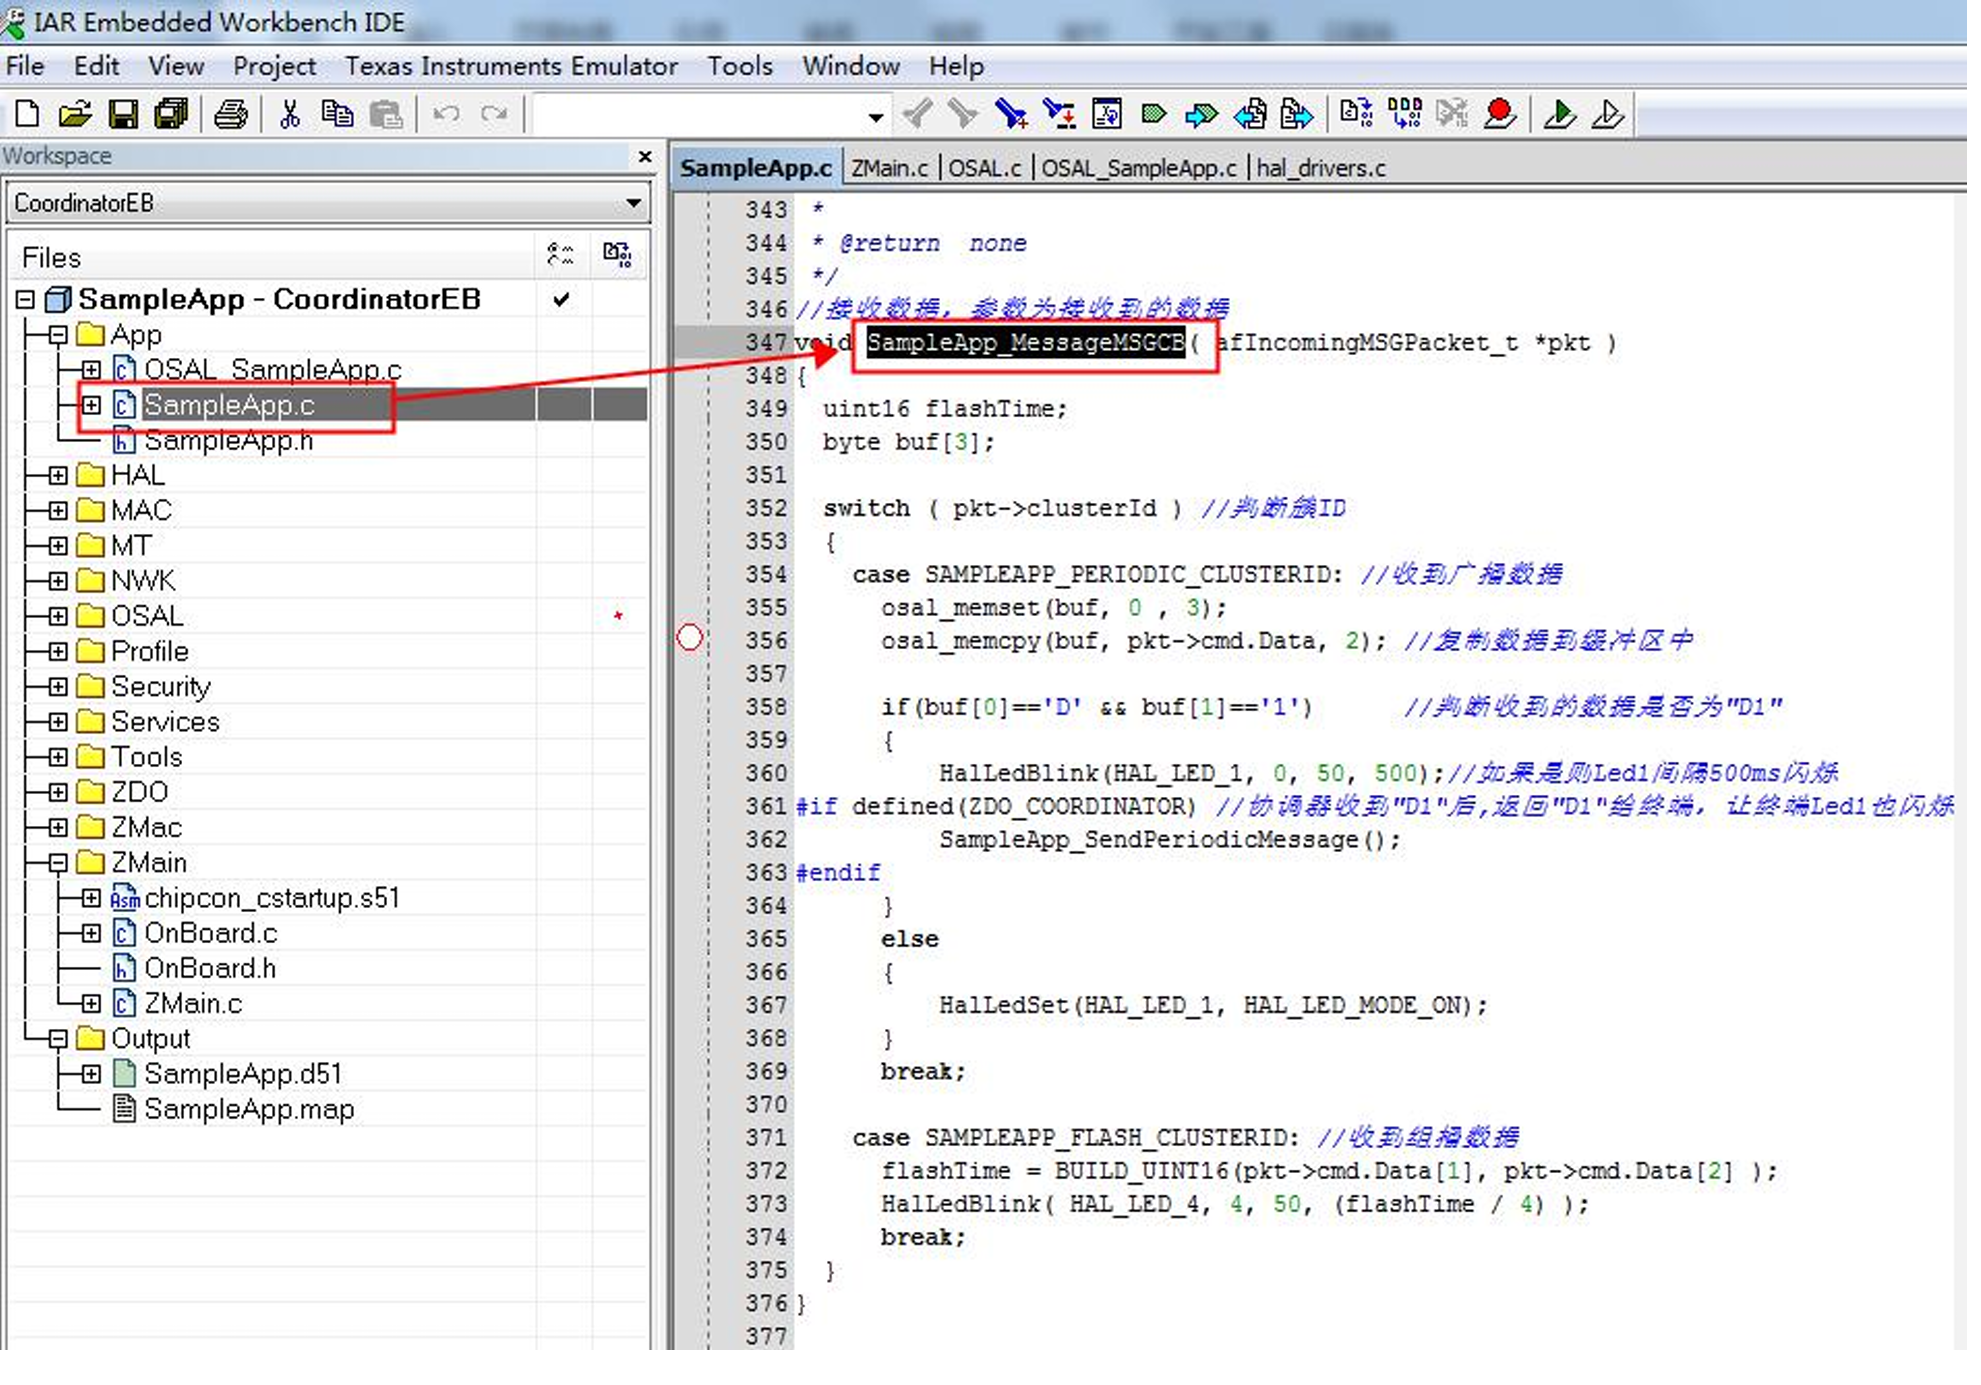 IAR Embedded Workbench IDE
File Edit View Project Texas Instruments Emulator Tools Window Help
Workspace
CoordinatorEB
Files
SampleApp - CoordinatorEB
App
OSAL_SampleApp.c
SampleApp.c
SampleApp.h
HAL
MAC
MT
NWK
OSAL
Profile
Security
Services
Tools
ZDO
ZMac
ZMain
chipcon_cstartup.s51
OnBoard.c
OnBoard.h
ZMain.c
Output
SampleApp.d51
SampleApp.map
SampleApp.c ZMain.c | OSAL.c | OSAL_SampleApp.c | hal_drivers.c
343 *
344 * @return none
345 */
346 //接收数据，参数为接收到的数据
347 void SampleApp_MessageMSGCB( afIncomingMSGPacket_t *pkt )
348 {
349 uint16 flashTime;
350 byte buf[3];
351
352 switch ( pkt->clusterId ) //判断簇ID
353 {
354 case SAMPLEAPP_PERIODIC_CLUSTERID: //收到广播数据
355 osal_memset(buf, 0 , 3);
356 osal_memcpy(buf, pkt->cmd.Data, 2); //复制数据到缓冲区中
357
358 if(buf[0]=='D' && buf[1]=='1') //判断收到的数据是否为"D1"
359 {
360 HalLedBlink(HAL_LED_1, 0, 50, 500);//如果是则Led1间隔500ms闪烁
361 #if defined(ZDO_COORDINATOR) //协调器收到"D1"后,返回"D1"给终端，让终端Led1也闪烁
362 SampleApp_SendPeriodicMessage();
363 #endif
364 }
365 else
366 {
367 HalLedSet(HAL_LED_1, HAL_LED_MODE_ON);
368 }
369 break;
370
371 case SAMPLEAPP_FLASH_CLUSTERID: //收到组播数据
372 flashTime = BUILD_UINT16(pkt->cmd.Data[1], pkt->cmd.Data[2] );
373 HalLedBlink( HAL_LED_4, 4, 50, (flashTime / 4) );
374 break;
375 }
376 }
377